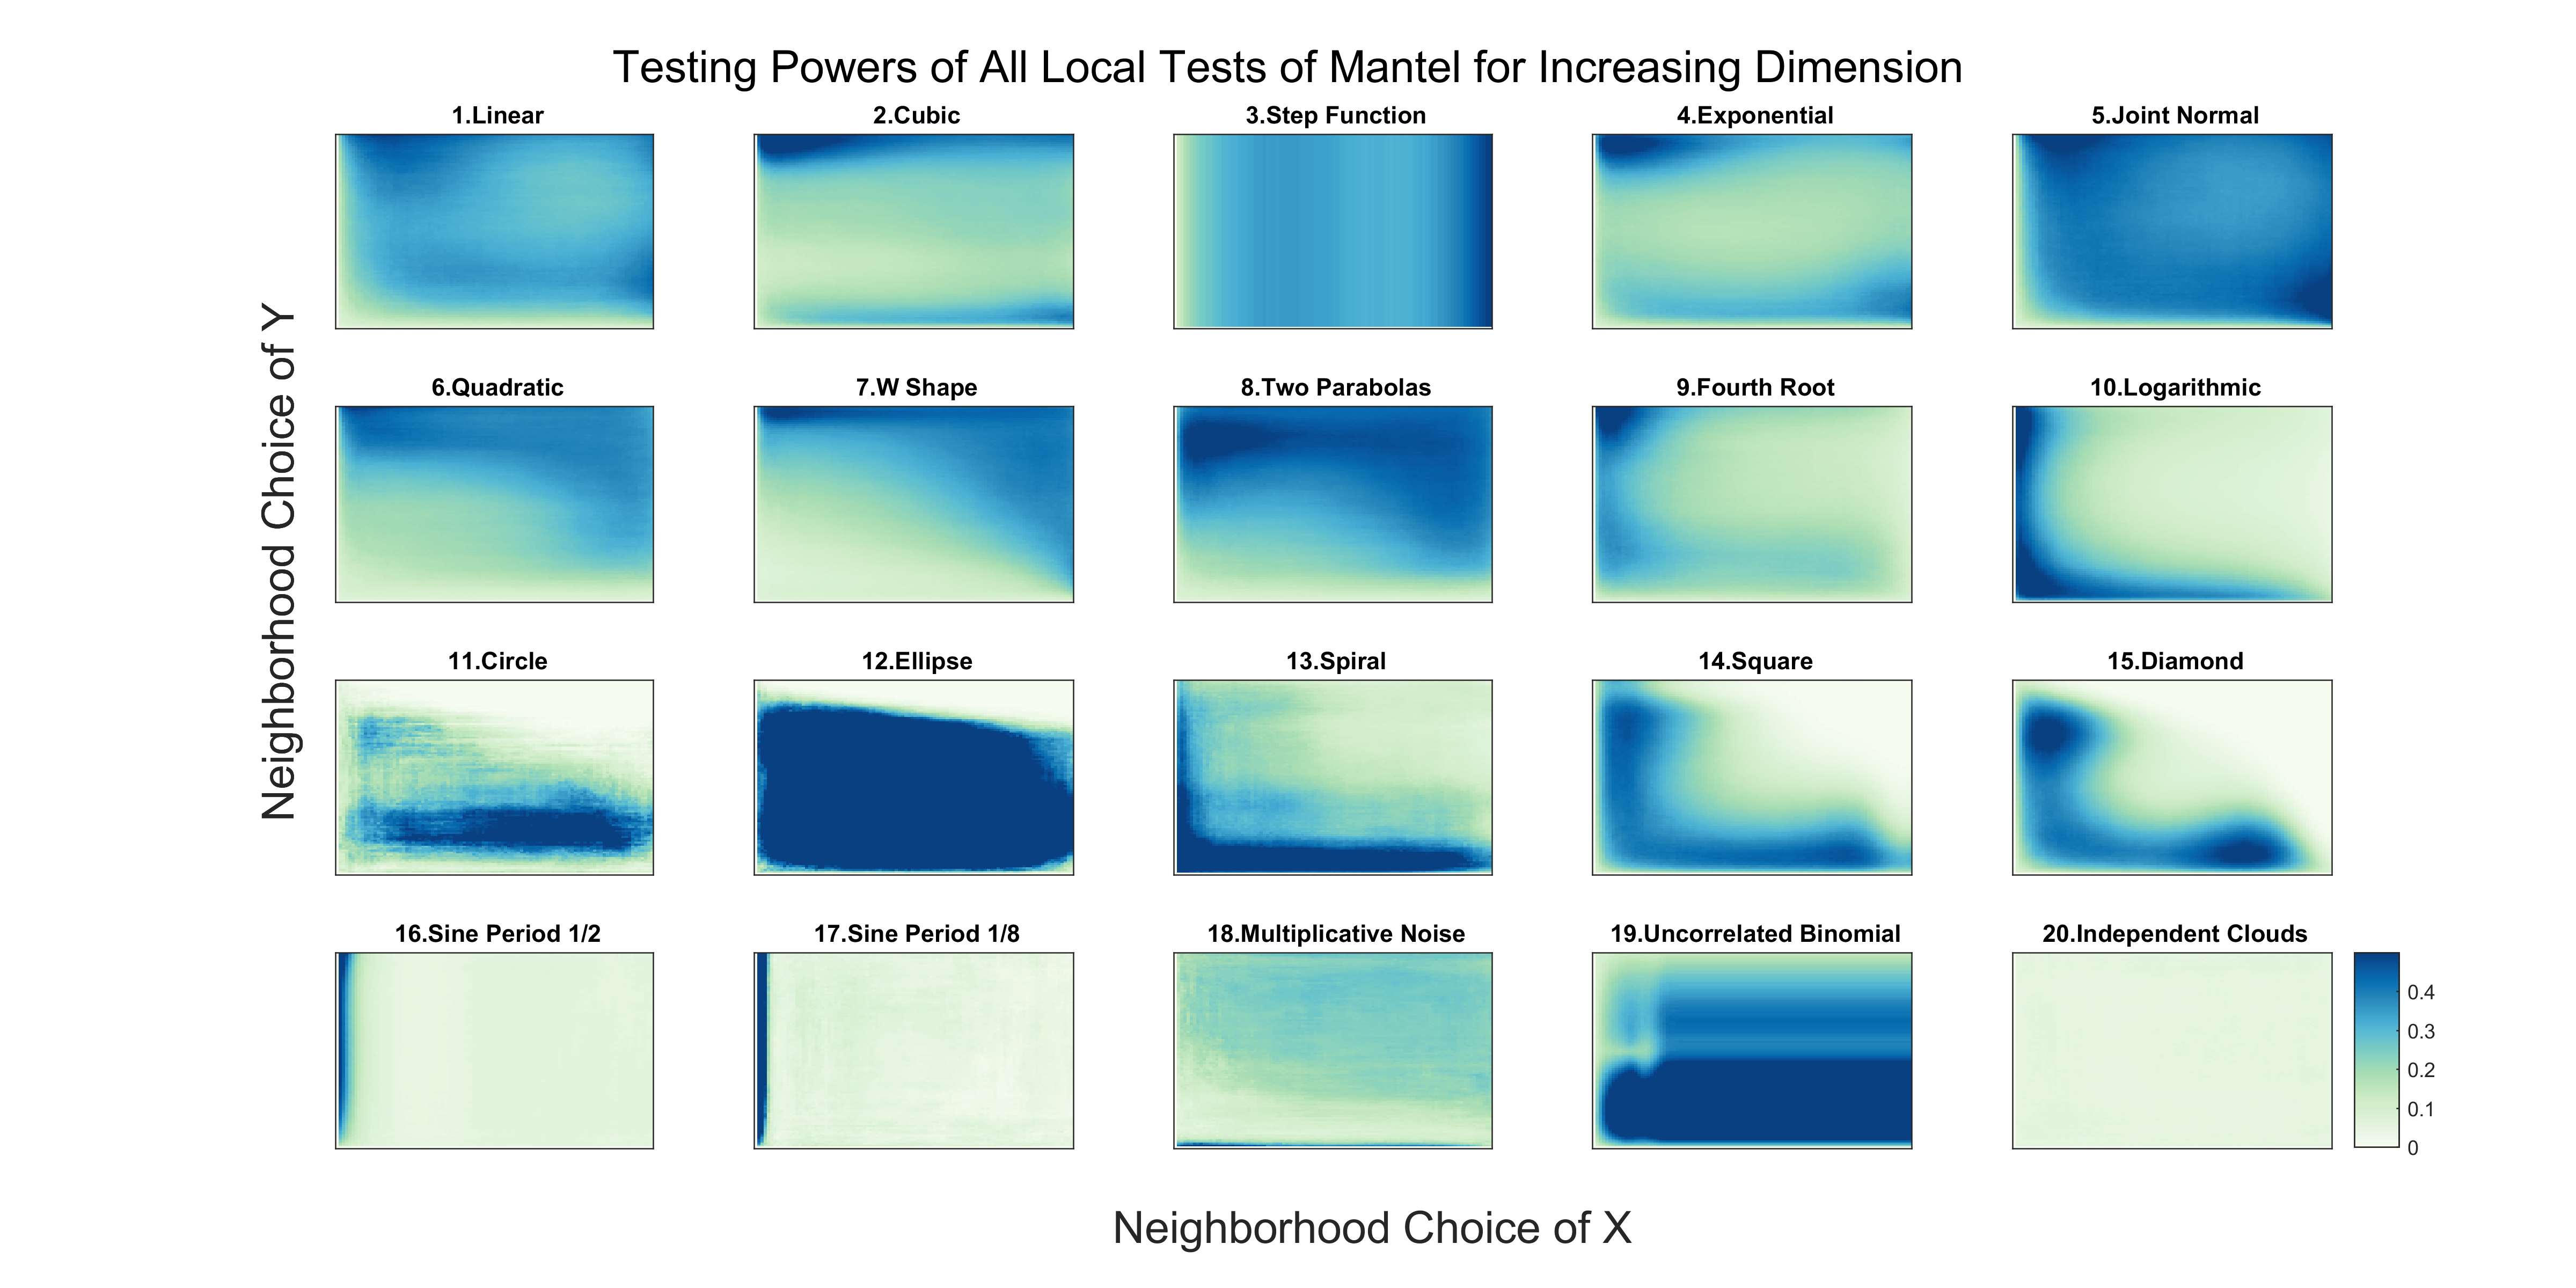 Testing Powers of All Local Tests of Mantel for Increasing Dimension
1.Linear
2.Cubic
3.Step Function
4.Exponential
5.Joint Normal
6.Quadratic
7.W Shape
8.Two Parabolas
9.Fourth Root
10.Logarithmic
Neighborhood Choice of Y
11.Circle
12.Ellipse
13.Spiral
14.Square
15.Diamond
16.Sine Period 1/2
17.Sine Period 1/8
18.Multiplicative Noise
19.Uncorrelated Binomial
20.Independent Clouds
0.4
0.3
0.2
0.1
0
Neighborhood Choice of X